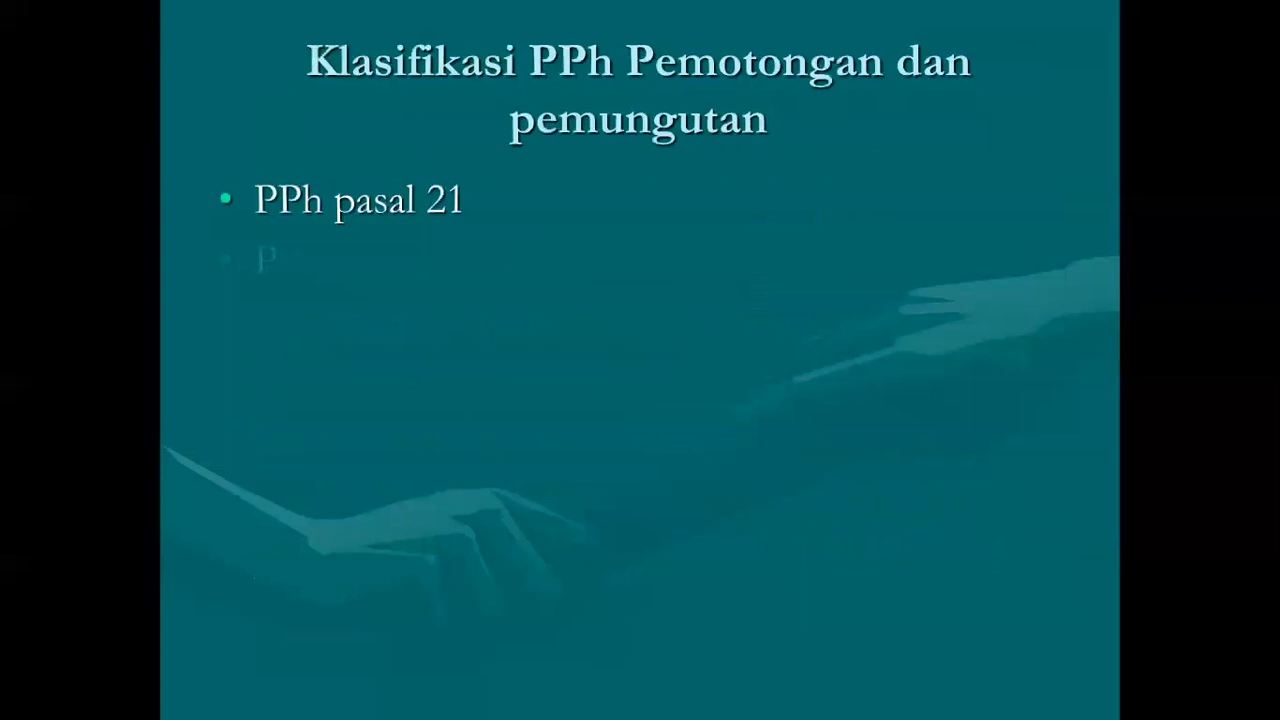 Klasifikasi PPh Pemotongan dan
pemungutan
• PPh pasal 21
• P